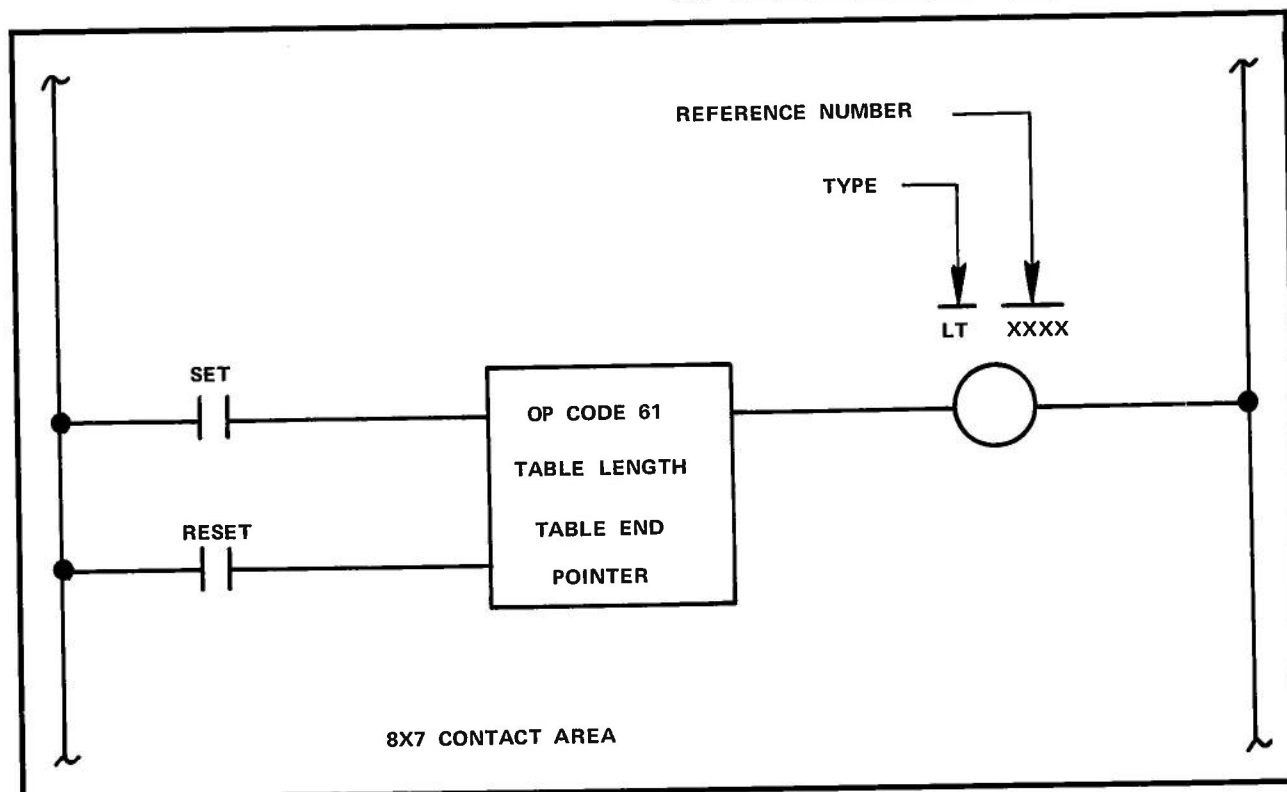 REFERENCE NUMBER
TYPE
LT XXXX
SET
OP CODE 61
TABLE LENGTH
RESET
TABLE END
POINTER
8X7 CONTACT AREA